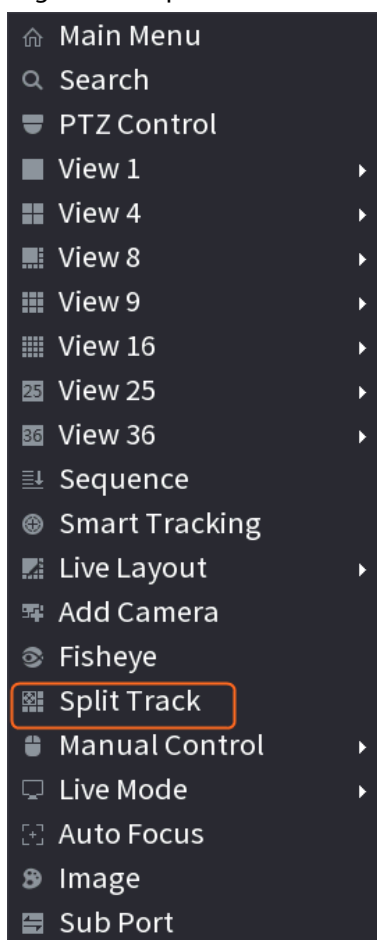 Main Menu
Search
PTZ Control
View 1
View 4
View 8
View 9
View 16
25 View 25
36 View 36
Sequence
Smart Tracking
Live Layout
Add Camera
Fisheye
Split Track
Manual Control
Live Mode
Auto Focus
Image
Sub Port